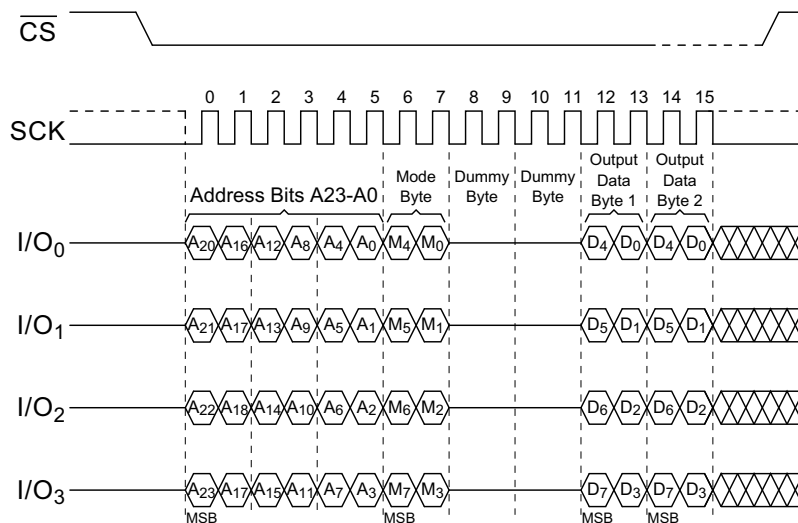 CS
0 1 2 3 4 5 6 7 8 9 10 11 12 13 14 15
SCK
Address Bits A23-A0
Mode
Byte
Dummy
Byte
Dummy
Byte
Output
Data
Byte 1
Output
Data
Byte 2
I/O0 A20 A16 A12 A8 A4 A0 M4 M0 D4 D0 D4 D0
I/O1 A21 A17 A13 A9 A5 A1 M5 M1 D5 D1 D5 D1
I/O2 A22 A18 A14 A10 A6 A2 M6 M2 D6 D2 D6 D2
I/O3 A23 A17 A15 A11 A7 A3 M7 M3 D7 D3 D7 D3
MSB MSB MSB MSB